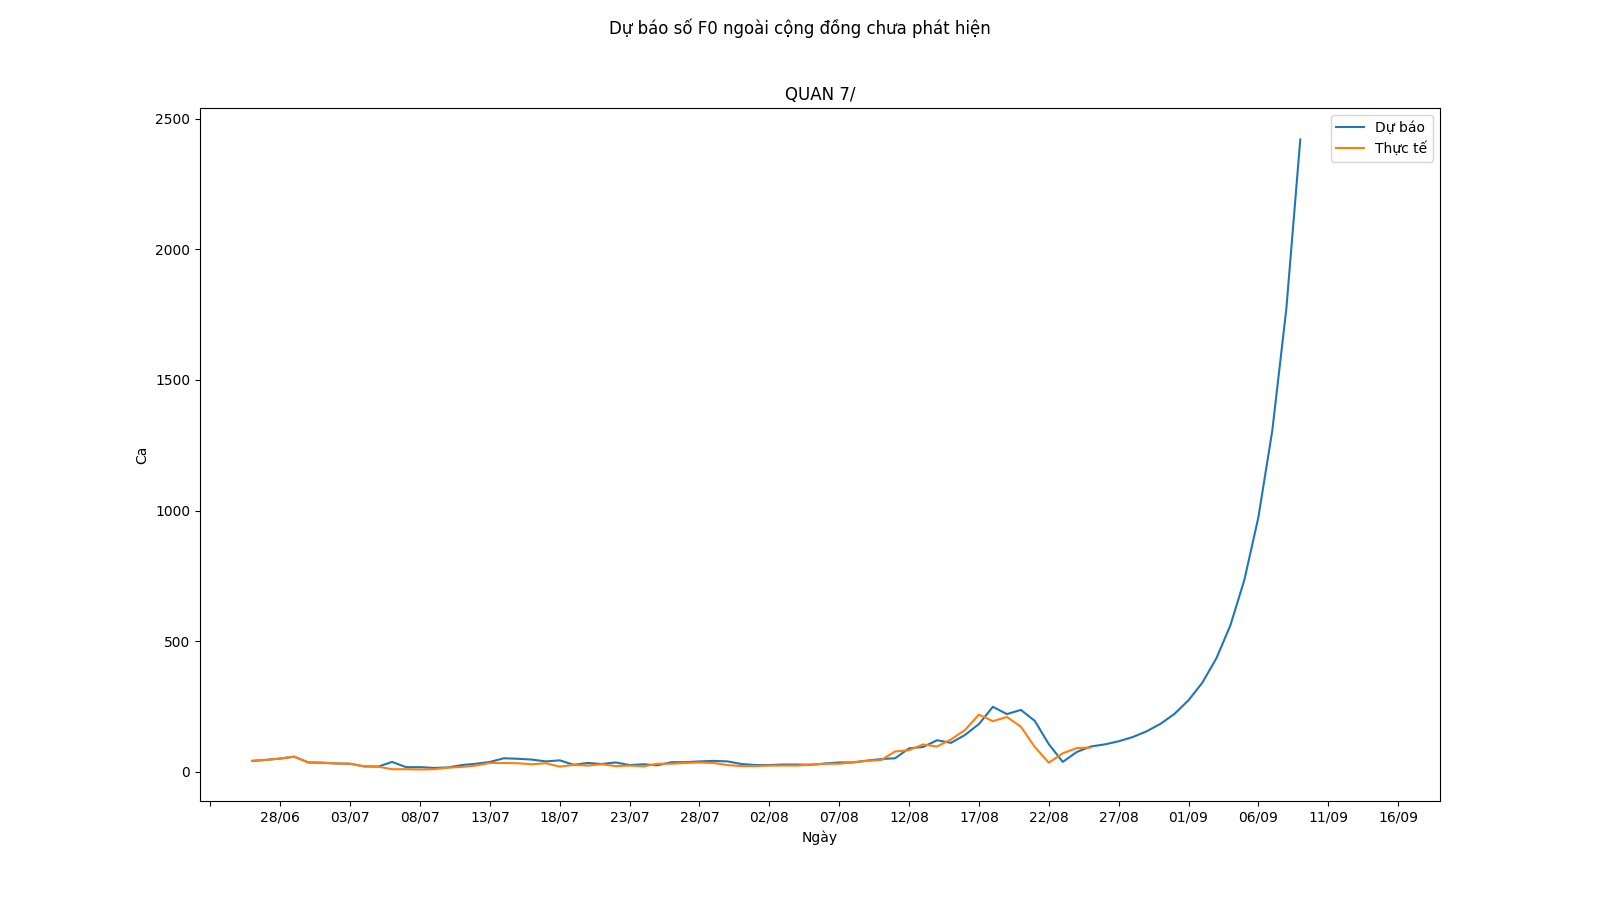 Dự báo số F0 ngoài cộng đồng chưa phát hiện
QUAN 7/
Dự báo
Thực tế
2500
2000
1500
1000
500
0
Ca
28/06 03/07 08/07 13/07 18/07 23/07 28/07 02/08 07/08 12/08 17/08 22/08 27/08 01/09 06/09 11/09 16/09
Ngày